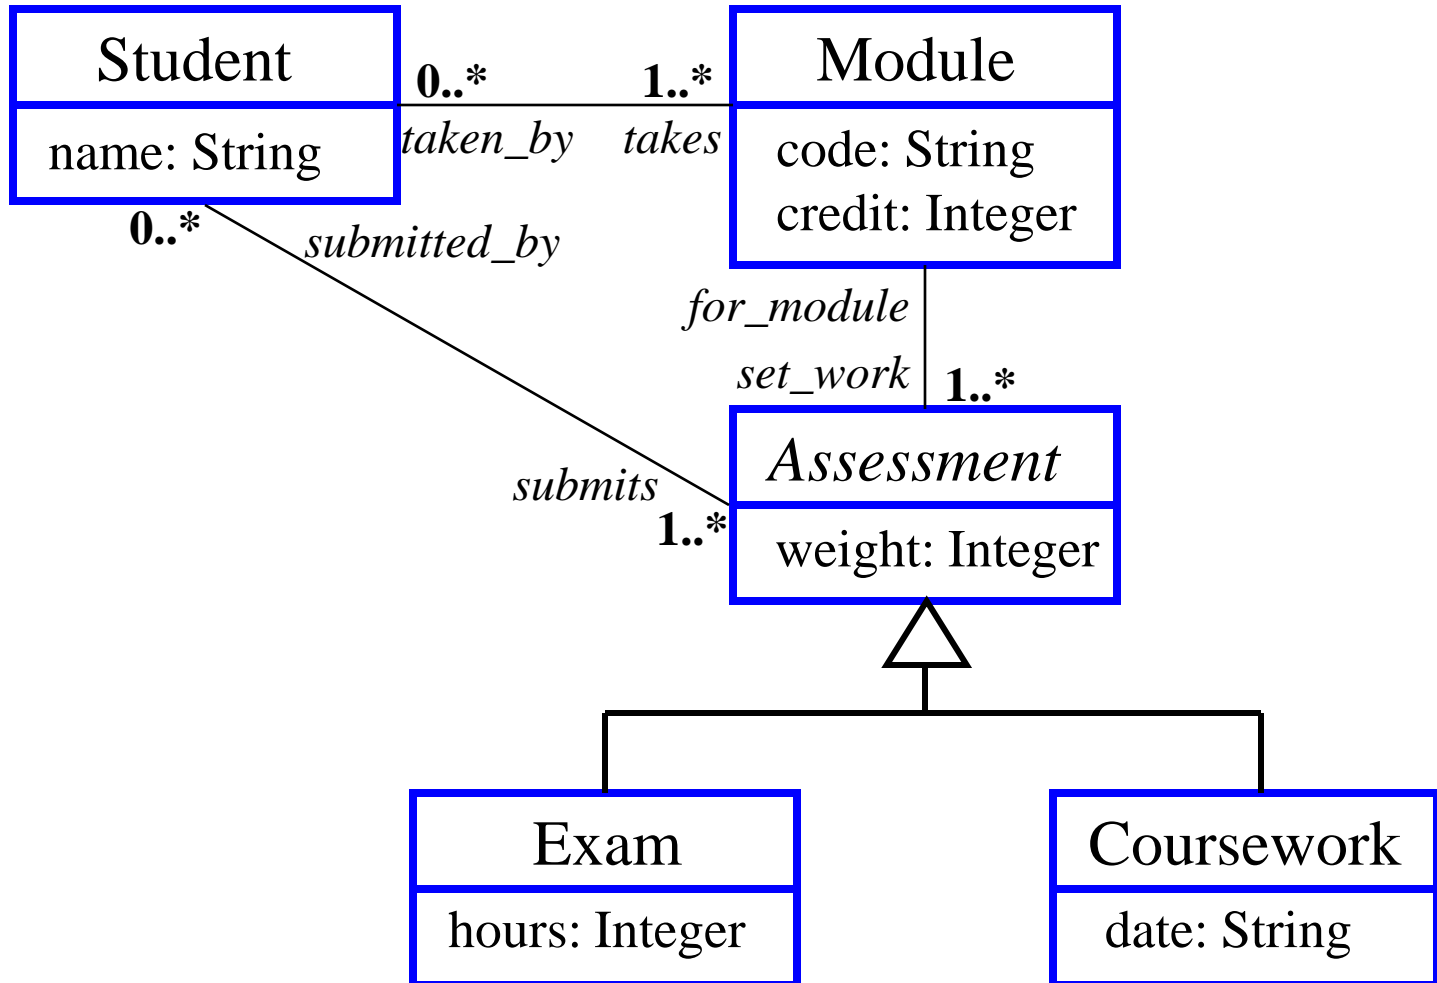 Student
Module
0..*
1..*
taken_by
takes
name: String
code: String
credit: Integer
0..*
submitted_by
for_module
set_work
1..*
Assessment
submits
1..*
weight: Integer
Exam
Coursework
hours: Integer
date: String